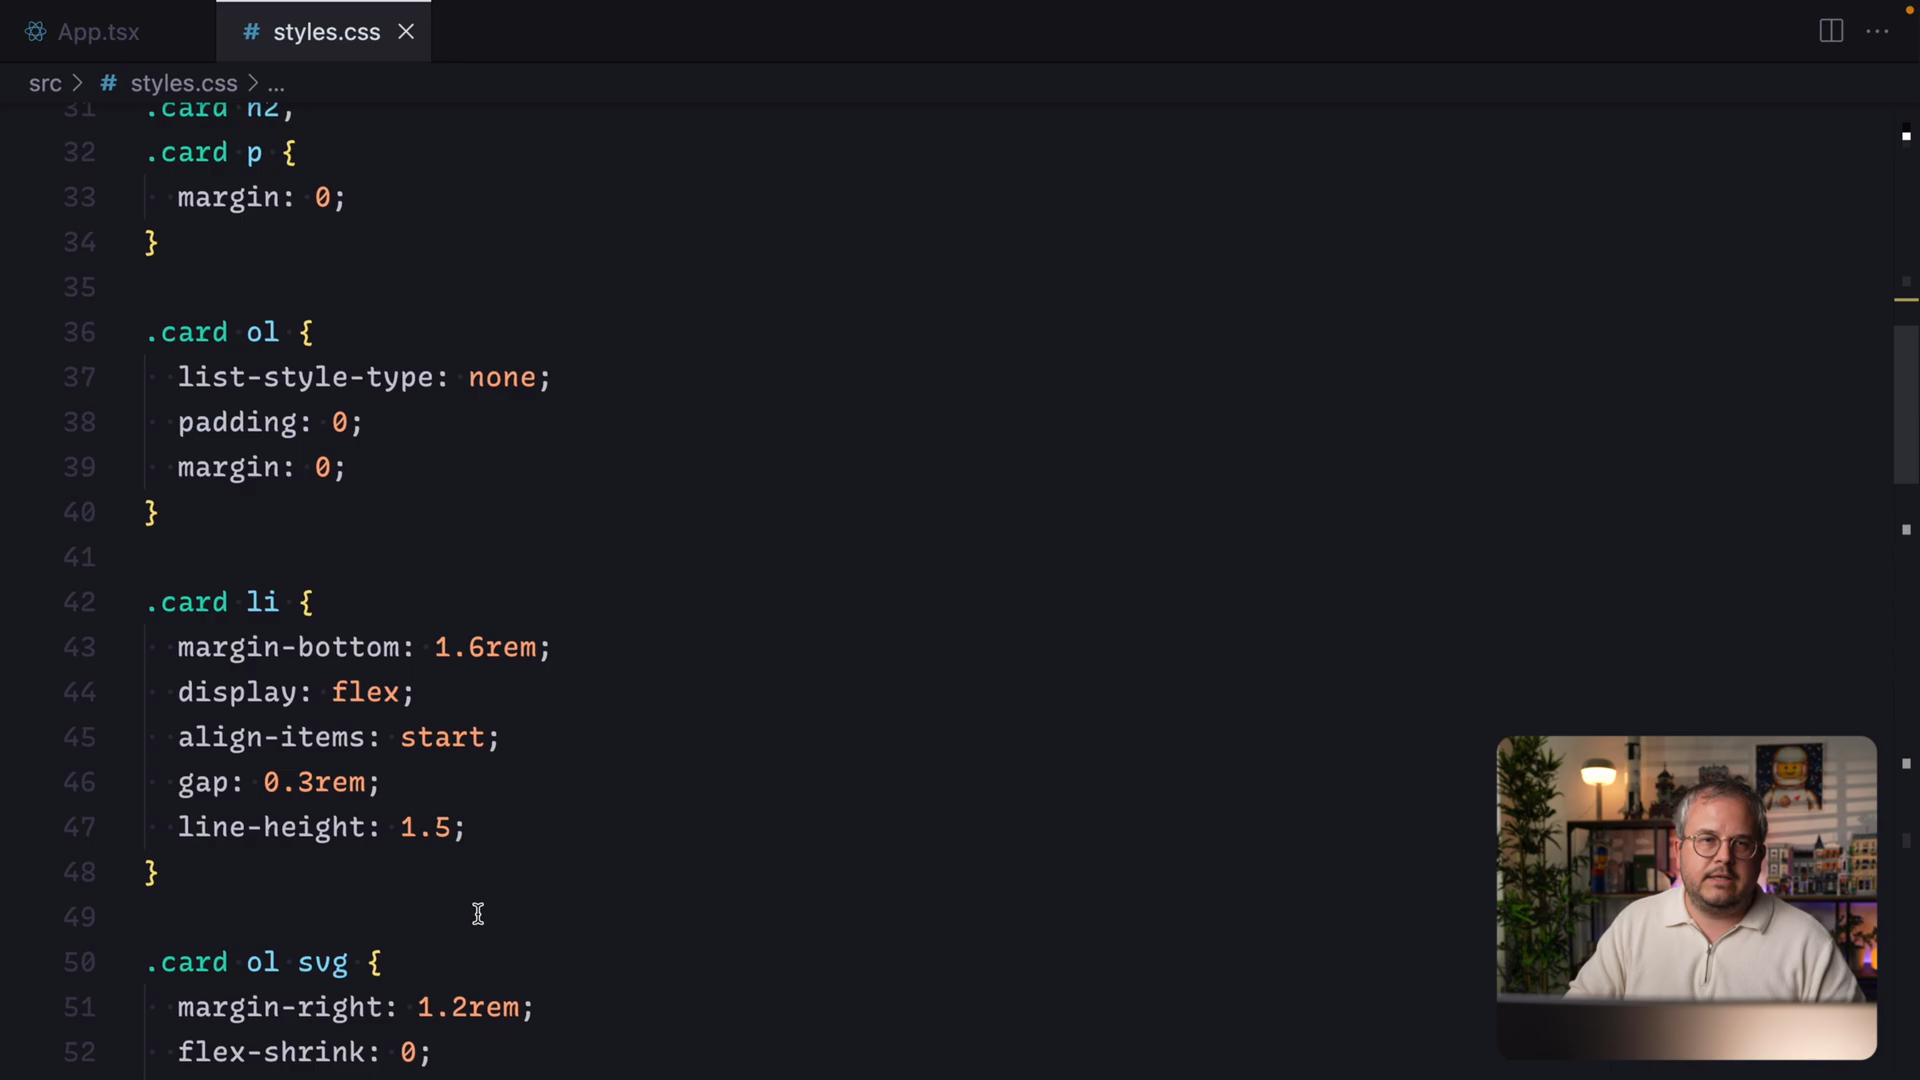 App.tsx
# styles.css
src > # styles.css > ...
31 .card h2,
32 .card p {
33 margin: 0;
34 }
35
36 .card ol {
37 list-style-type: none;
38 padding: 0;
39 margin: 0;
40 }
41
42 .card li {
43 margin-bottom: 1.6rem;
44 display: flex;
45 align-items: start;
46 gap: 0.3rem;
47 line-height: 1.5;
48 }
49
50 .card ol svg {
51 margin-right: 1.2rem;
52 flex-shrink: 0;